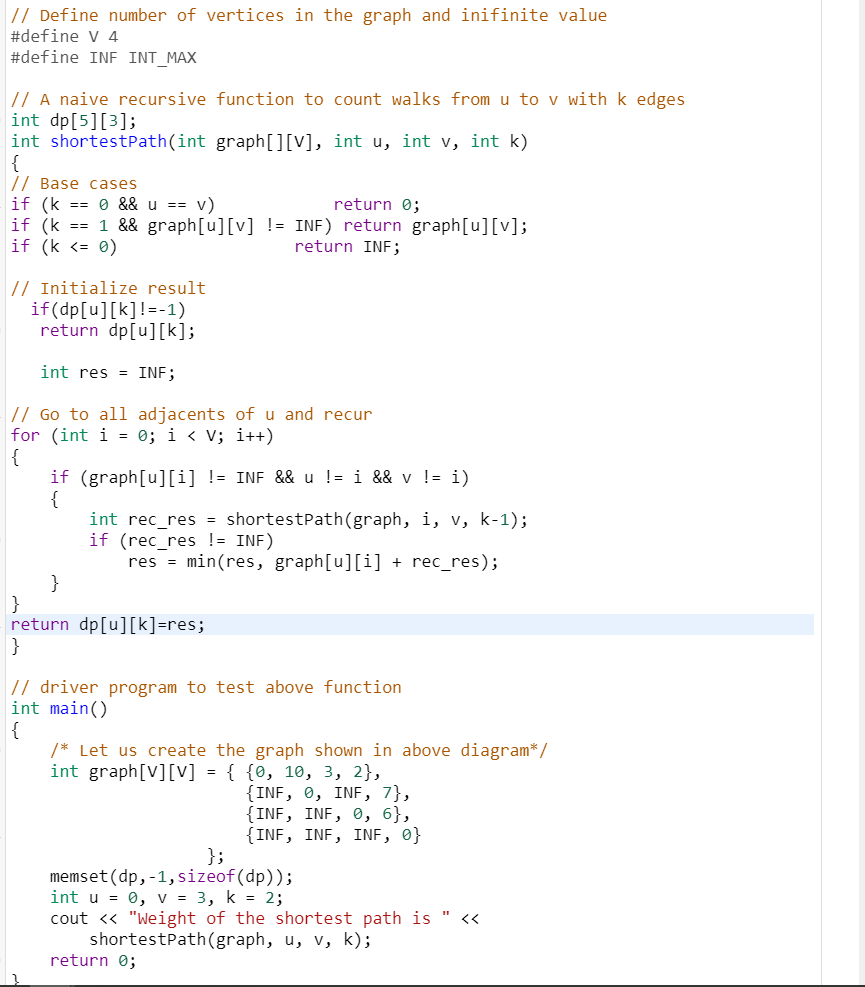 // Define number of vertices in the graph and inifinite value
#define V 4
#define INF INT_MAX

// A naive recursive function to count walks from u to v with k edges
int dp[5][3];
int shortestPath(int graph[][V], int u, int v, int k)
{
// Base cases
if (k == 0 && u == v)            return 0;
if (k == 1 && graph[u][v] != INF) return graph[u][v];
if (k <= 0)                  return INF;

// Initialize result
  if(dp[u][k]!=-1)
   return dp[u][k];

   int res = INF;

// Go to all adjacents of u and recur
for (int i = 0; i < V; i++)
{
    if (graph[u][i] != INF && u != i && v != i)
    {
        int rec_res = shortestPath(graph, i, v, k-1);
        if (rec_res != INF)
            res = min(res, graph[u][i] + rec_res);
    }
}
return dp[u][k]=res;
}

// driver program to test above function
int main()
{
    /* Let us create the graph shown in above diagram*/
    int graph[V][V] = { {0, 10, 3, 2},
                        {INF, 0, INF, 7},
                        {INF, INF, 0, 6},
                        {INF, INF, INF, 0}
                    };
    memset(dp,-1,sizeof(dp));
    int u = 0, v = 3, k = 2;
    cout << "Weight of the shortest path is " <<
        shortestPath(graph, u, v, k);
    return 0;
}